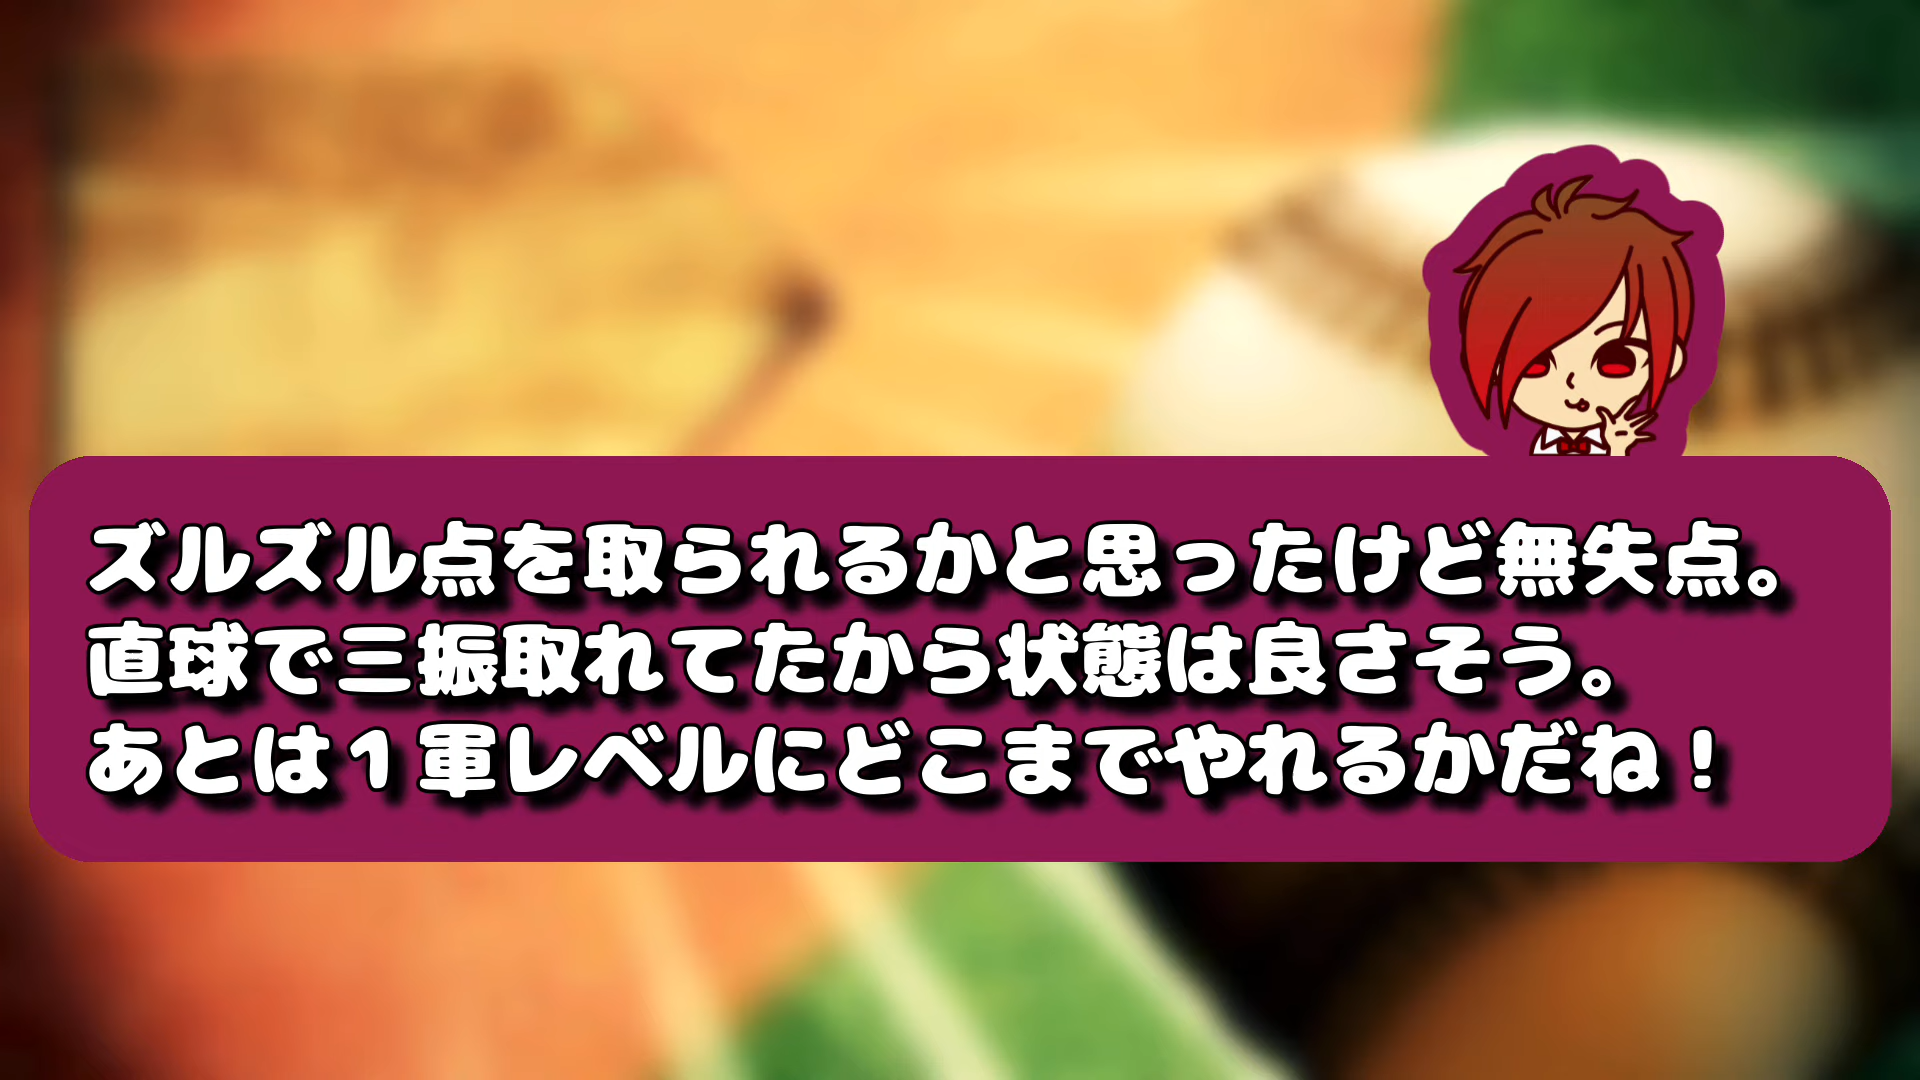 ズルズル点を取られるかと思ったけど無失点。
直球で三振取れてたから状態は良さそう。
あとは１軍レベルにどこまでやれるかだね！